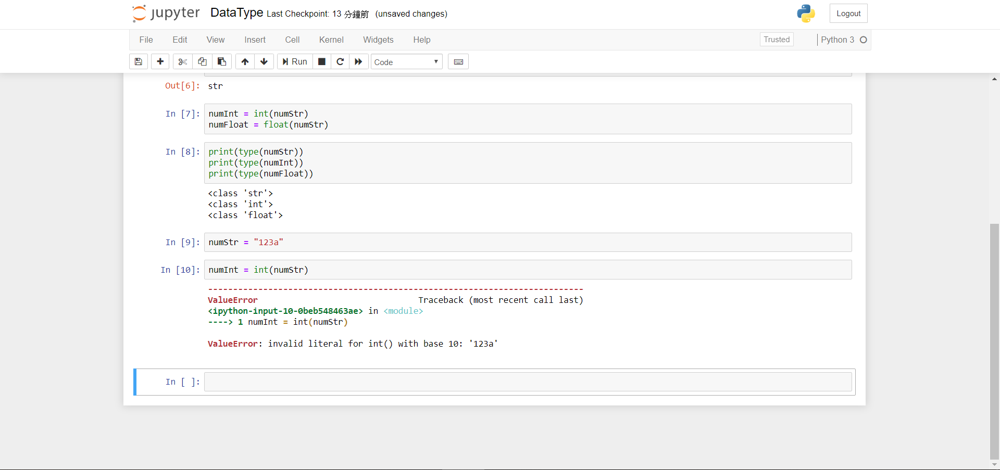 jupyter DataType Last Checkpoint: 13 分鐘前 (unsaved changes) Logout
File Edit View Insert Cell Kernel Widgets Help Trusted Python 3
Run Code
Out[6]: str
In [7]: numInt = int(numStr)
numFloat = float(numStr)
In [8]: print(type(numStr))
print(type(numInt))
print(type(numFloat))
<class 'str'>
<class 'int'>
<class 'float'>
In [9]: numStr = "123a"
In [10]: numInt = int(numStr)
---------------------------------------------------------------------------
ValueError Traceback (most recent call last)
<ipython-input-10-0beb548463ae> in <module>
----> 1 numInt = int(numStr)
ValueError: invalid literal for int() with base 10: '123a'
In [ ]: